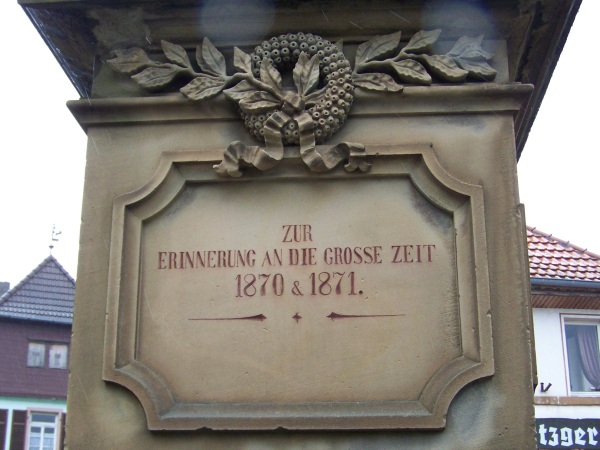 ZUR
ERINNERUNG AN DIE GROSSE ZEIT
1870 & 1871.
tzger